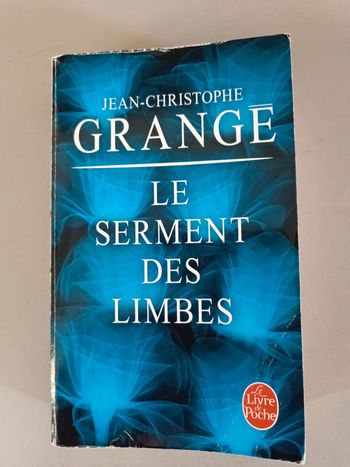 JEAN-CHRISTOPHE
GRANGÉ
LE
SERMENT
DES
LIMBES
Le
Livre
de
Poche